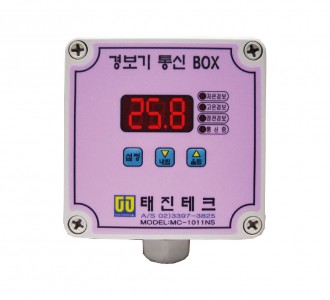 경보기 통신 BOX
25.8
저온경보
고온경보
정전경보
통신중
설정
내림
올림
태진테크
A/S 02)3397-3825
MODEL:MC-1011NS